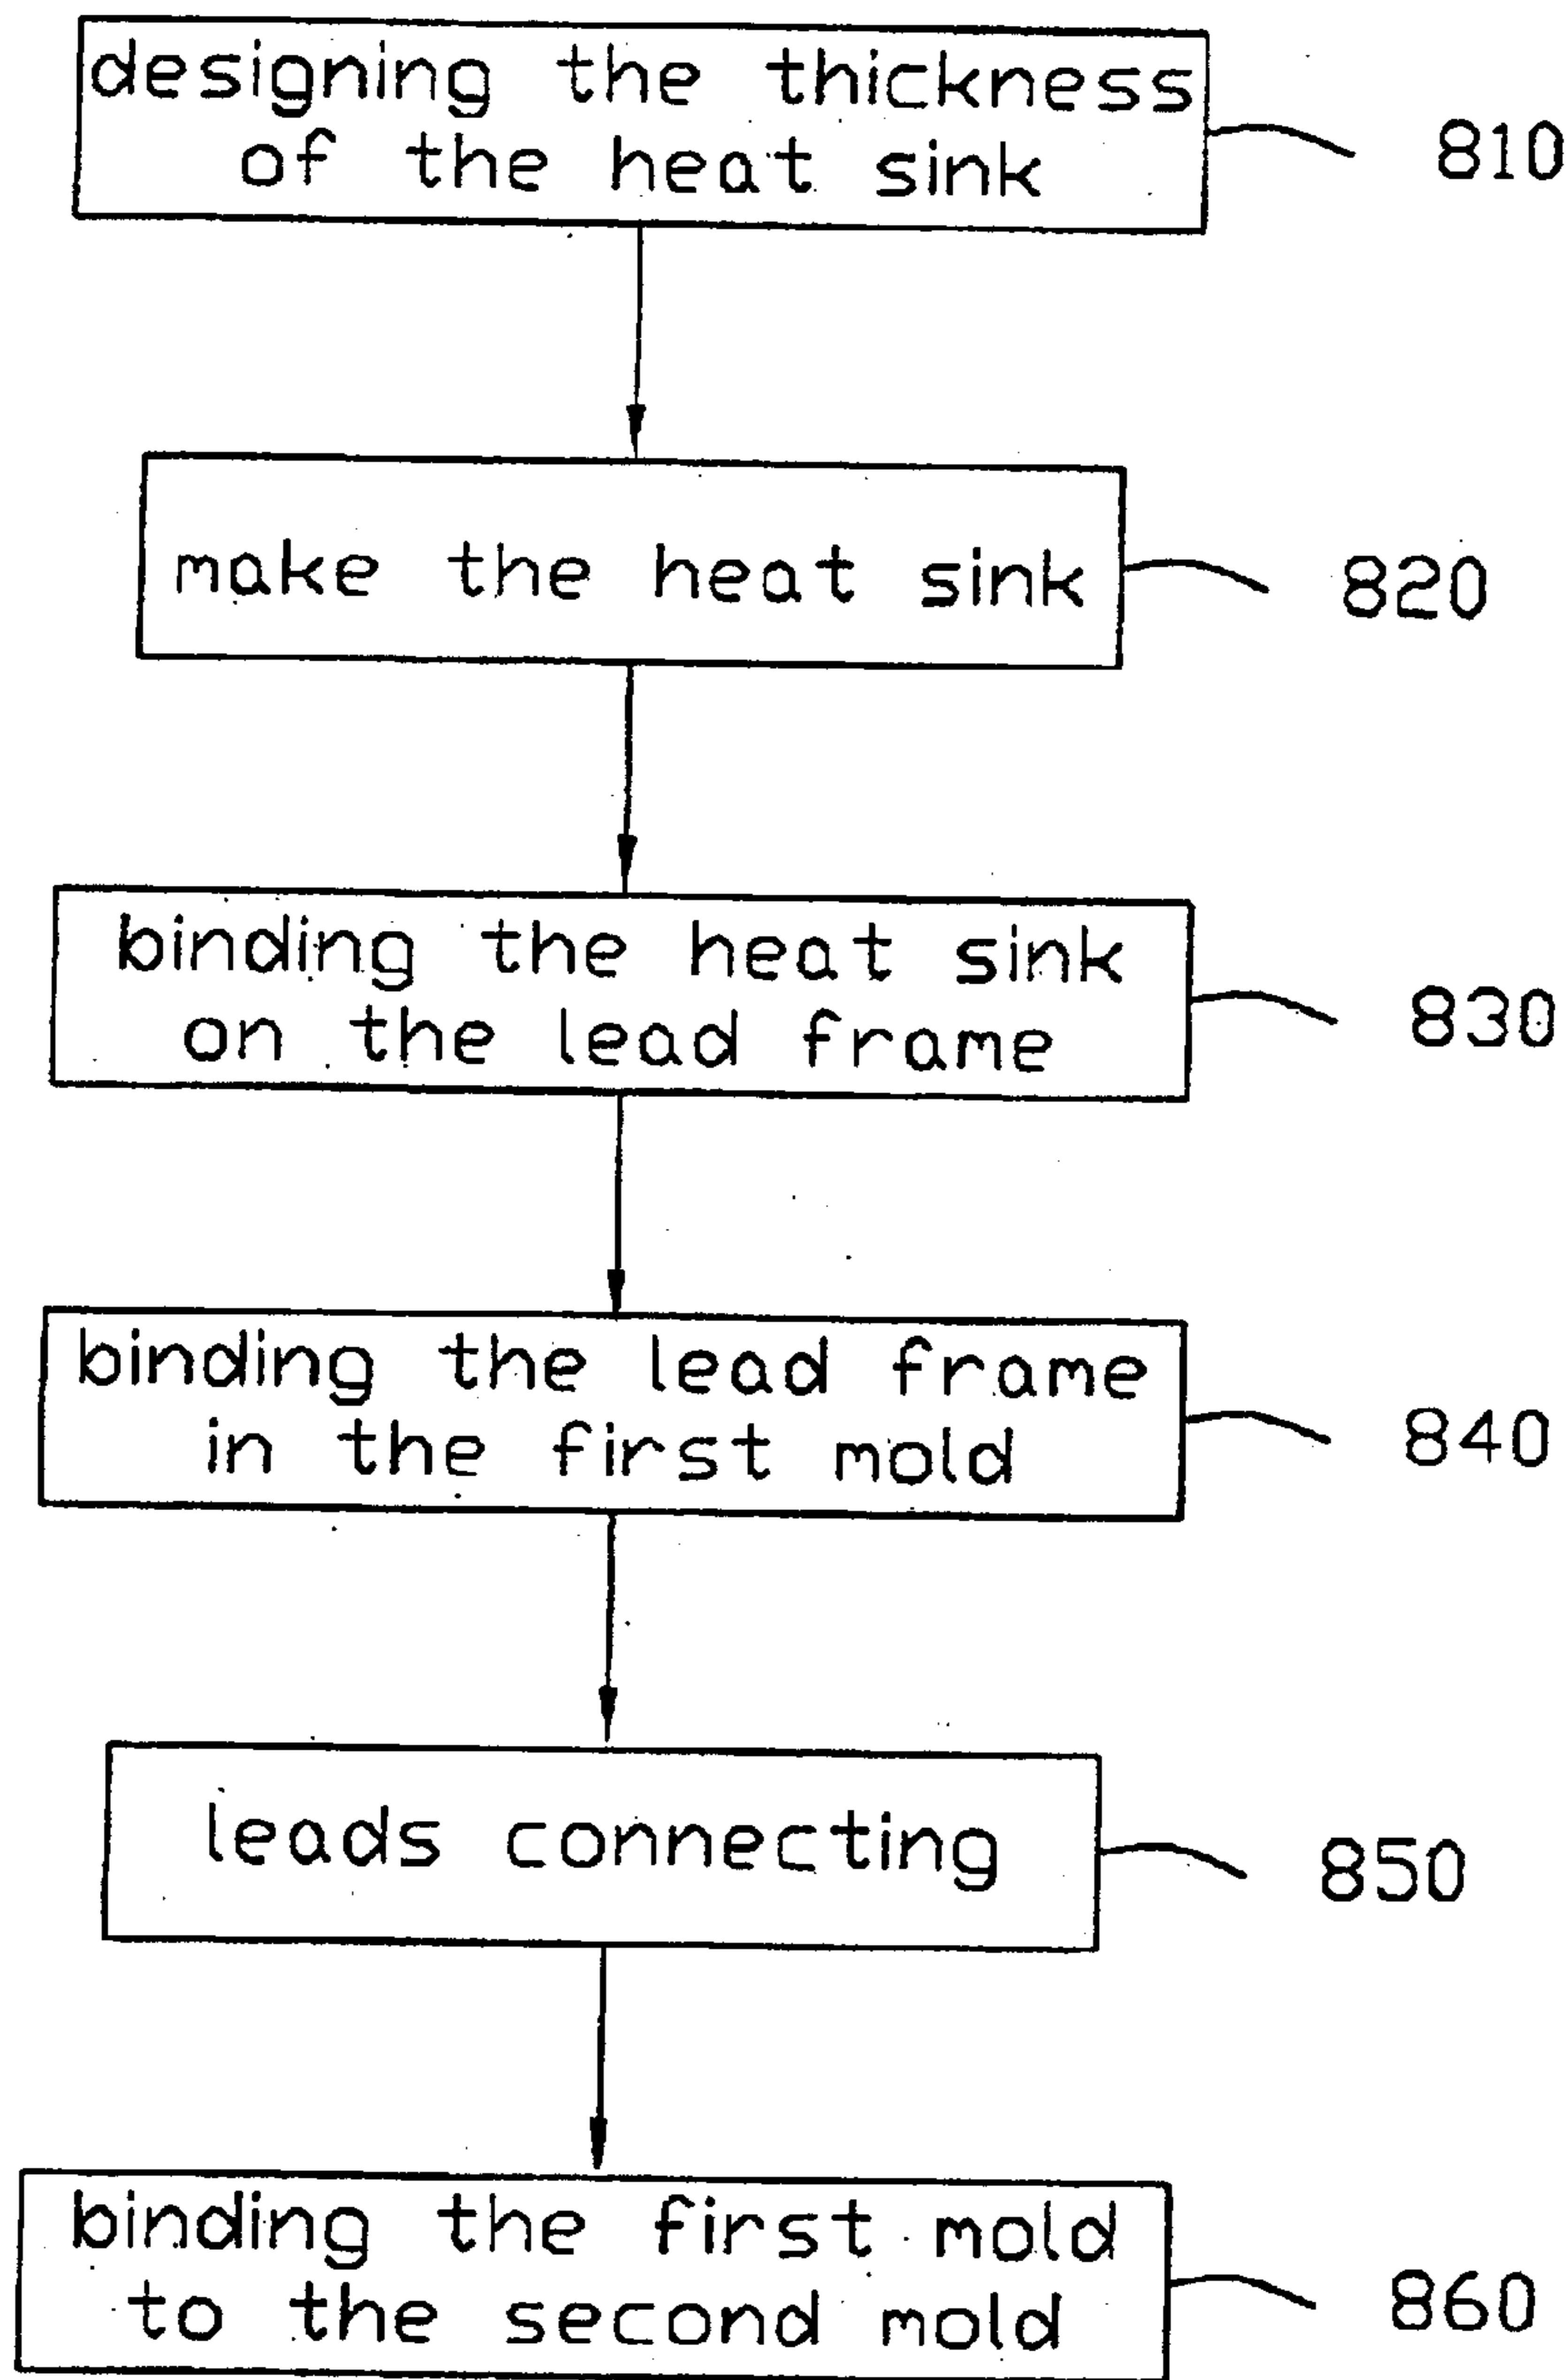 designing the thickness
of the heat sink
810
make the heat sink
820
binding the heat sink
on the lead frame
830
binding the lead frame
in the first mold
840
leads connecting
850
binding the first mold
to the second mold
860